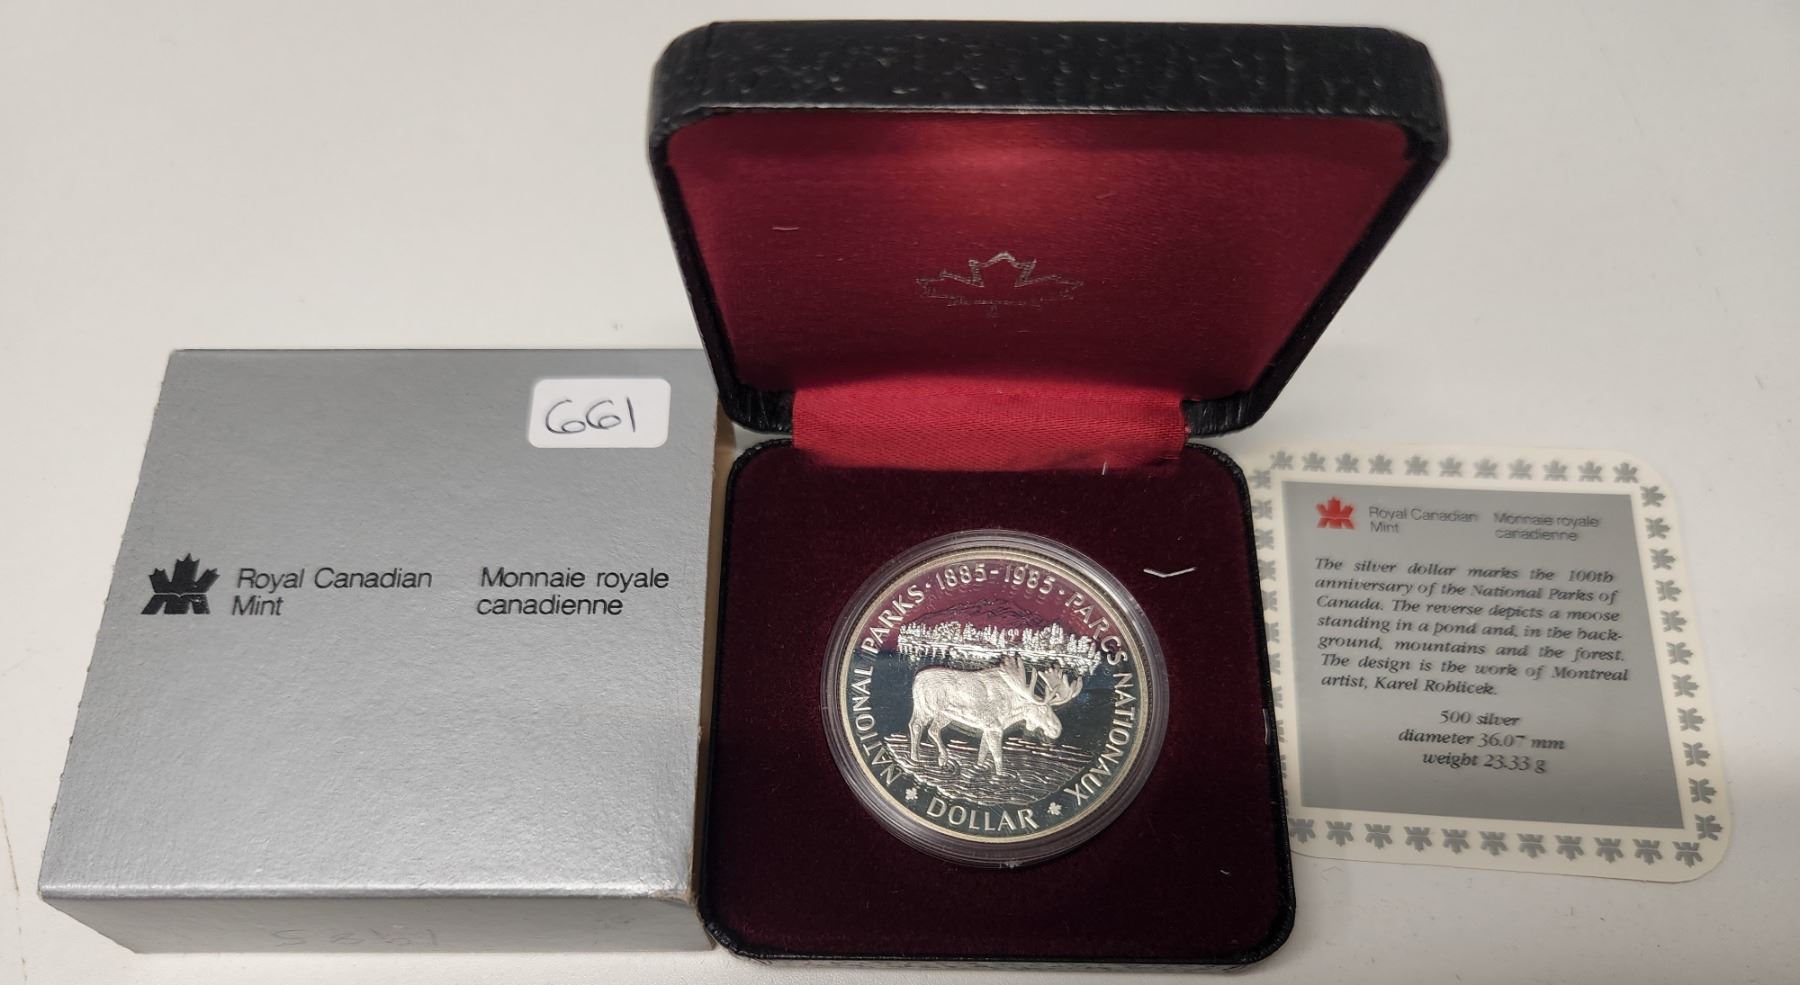 661
Royal Canadian
Mint
Monnaie royale
canadienne
1985
NATIONAL PARKS · 1885-1985 · PARCS NATIONAUX
DOLLAR
Royal Canadian
Mint
Monnaie royale
canadienne
The silver dollar marks the 100th
anniversary of the National Parks of
Canada. The reverse depicts a moose
standing in a pond and, in the back-
ground, mountains and the forest.
The design is the work of Montreal
artist, Karel Rohlicek.
500 silver
diameter 36.07 mm
weight 23.33 g